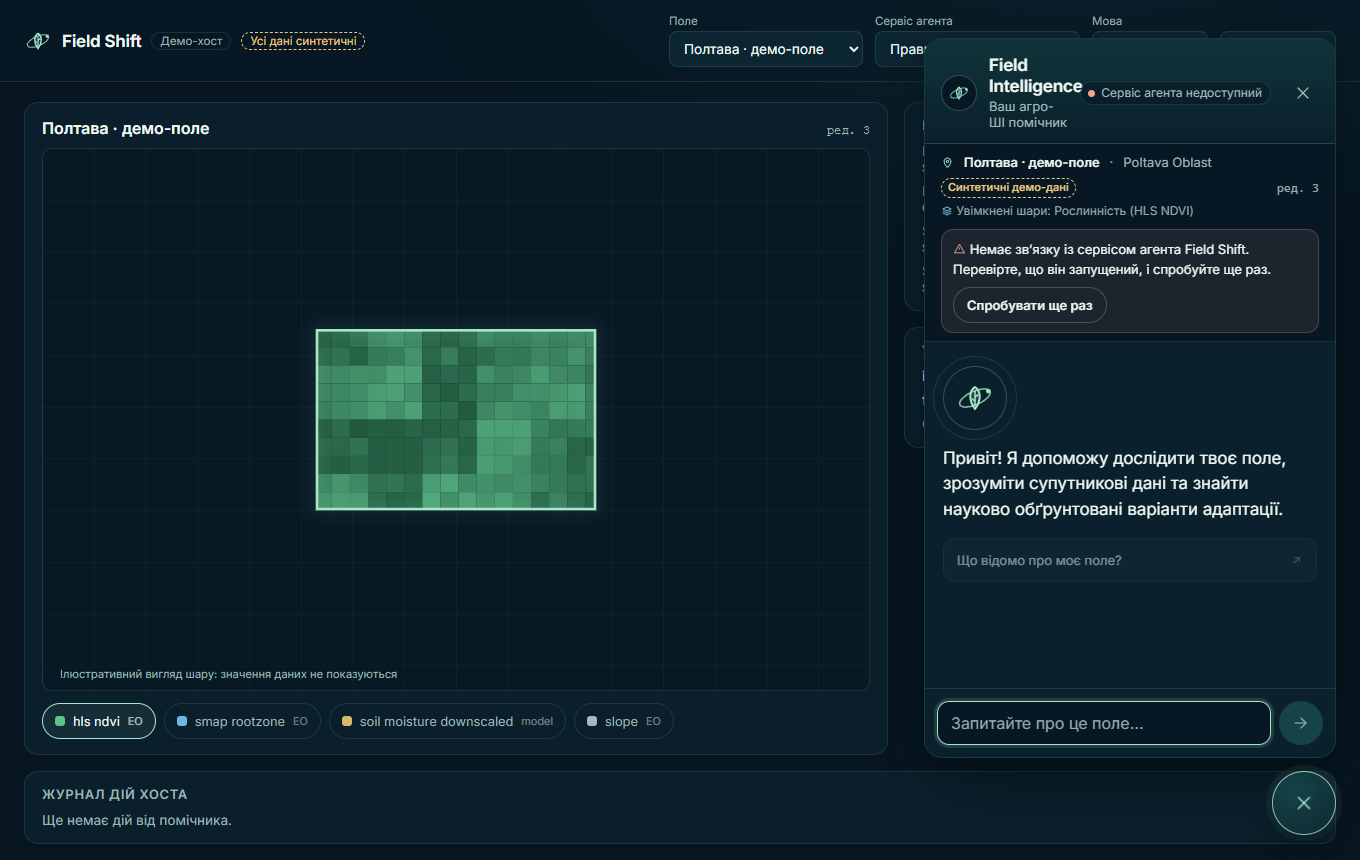 Field Shift
Демо-хост
Усі дані синтетичні
Поле
Полтава · демо-поле
Сервіс агента
Мова
Полтава · демо-поле
ред. 3
Ілюстративний вигляд шару: значення даних не показуються
hls ndvi EO
smap rootzone EO
soil moisture downscaled model
slope EO
ЖУРНАЛ ДІЙ ХОСТА
Ще немає дій від помічника.
Field
Intelligence
Ваш агро-
ШІ помічник
Сервіс агента недоступний
Полтава · демо-поле · Poltava Oblast
Синтетичні демо-дані
ред. 3
Увімкнені шари: Рослинність (HLS NDVI)
Немає зв’язку із сервісом агента Field Shift.
Перевірте, що він запущений, і спробуйте ще раз.
Спробувати ще раз
Привіт! Я допоможу дослідити твоє поле,
зрозуміти супутникові дані та знайти
науково обґрунтовані варіанти адаптації.
Що відомо про моє поле?
Запитайте про це поле...